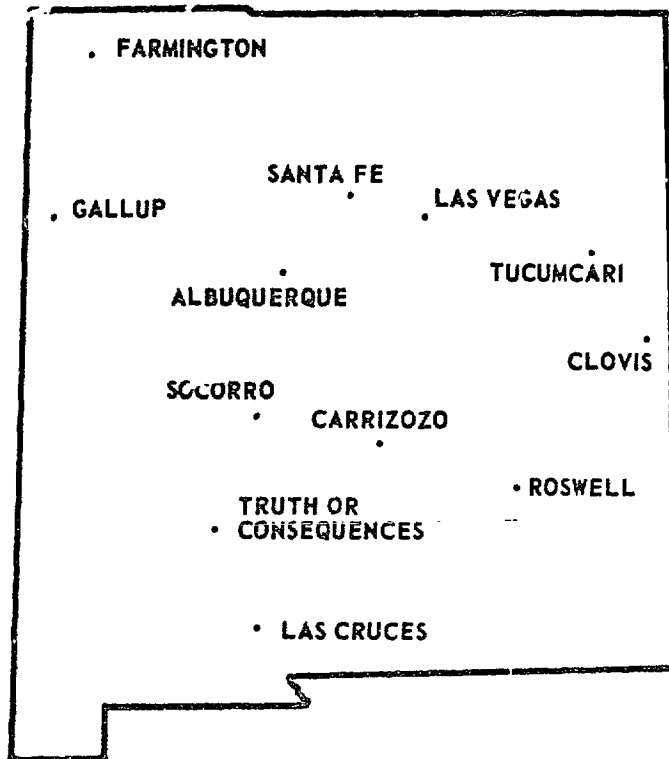 FARMINGTON
SANTA FE
LAS VEGAS
GALLUP
TUCUMCARI
ALBUQUERQUE
CLOVIS
SOCORRO
CARRIZOZO
ROSWELL
TRUTH OR
CONSEQUENCES
LAS CRUCES